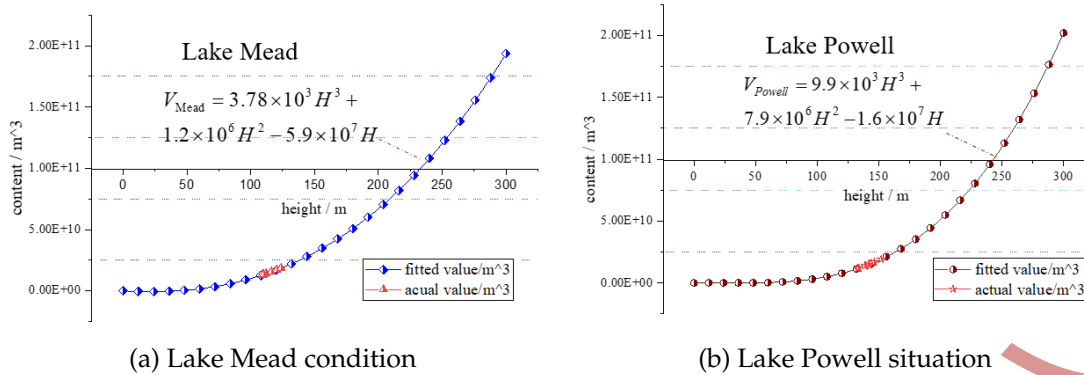 Lake Mead
V_Mead = 3.78×10^3 H^3 +
1.2×10^6 H^2 −5.9×10^7 H
content / m^3
2.00E+11
1.50E+11
1.00E+11
5.00E+10
0.00E+00
0 50 100 150 200 250 300
height / m
fitted value/m^3
acual value/m^3
(a) Lake Mead condition
Lake Powell
V_Powell = 9.9×10^3 H^3 +
7.9×10^6 H^2 −1.6×10^7 H
content / m^3
2.00E+11
1.50E+11
1.00E+11
5.00E+10
0.00E+00
0 50 100 150 200 250 300
height / m
fitted value/m^3
actual value/m^3
(b) Lake Powell situation